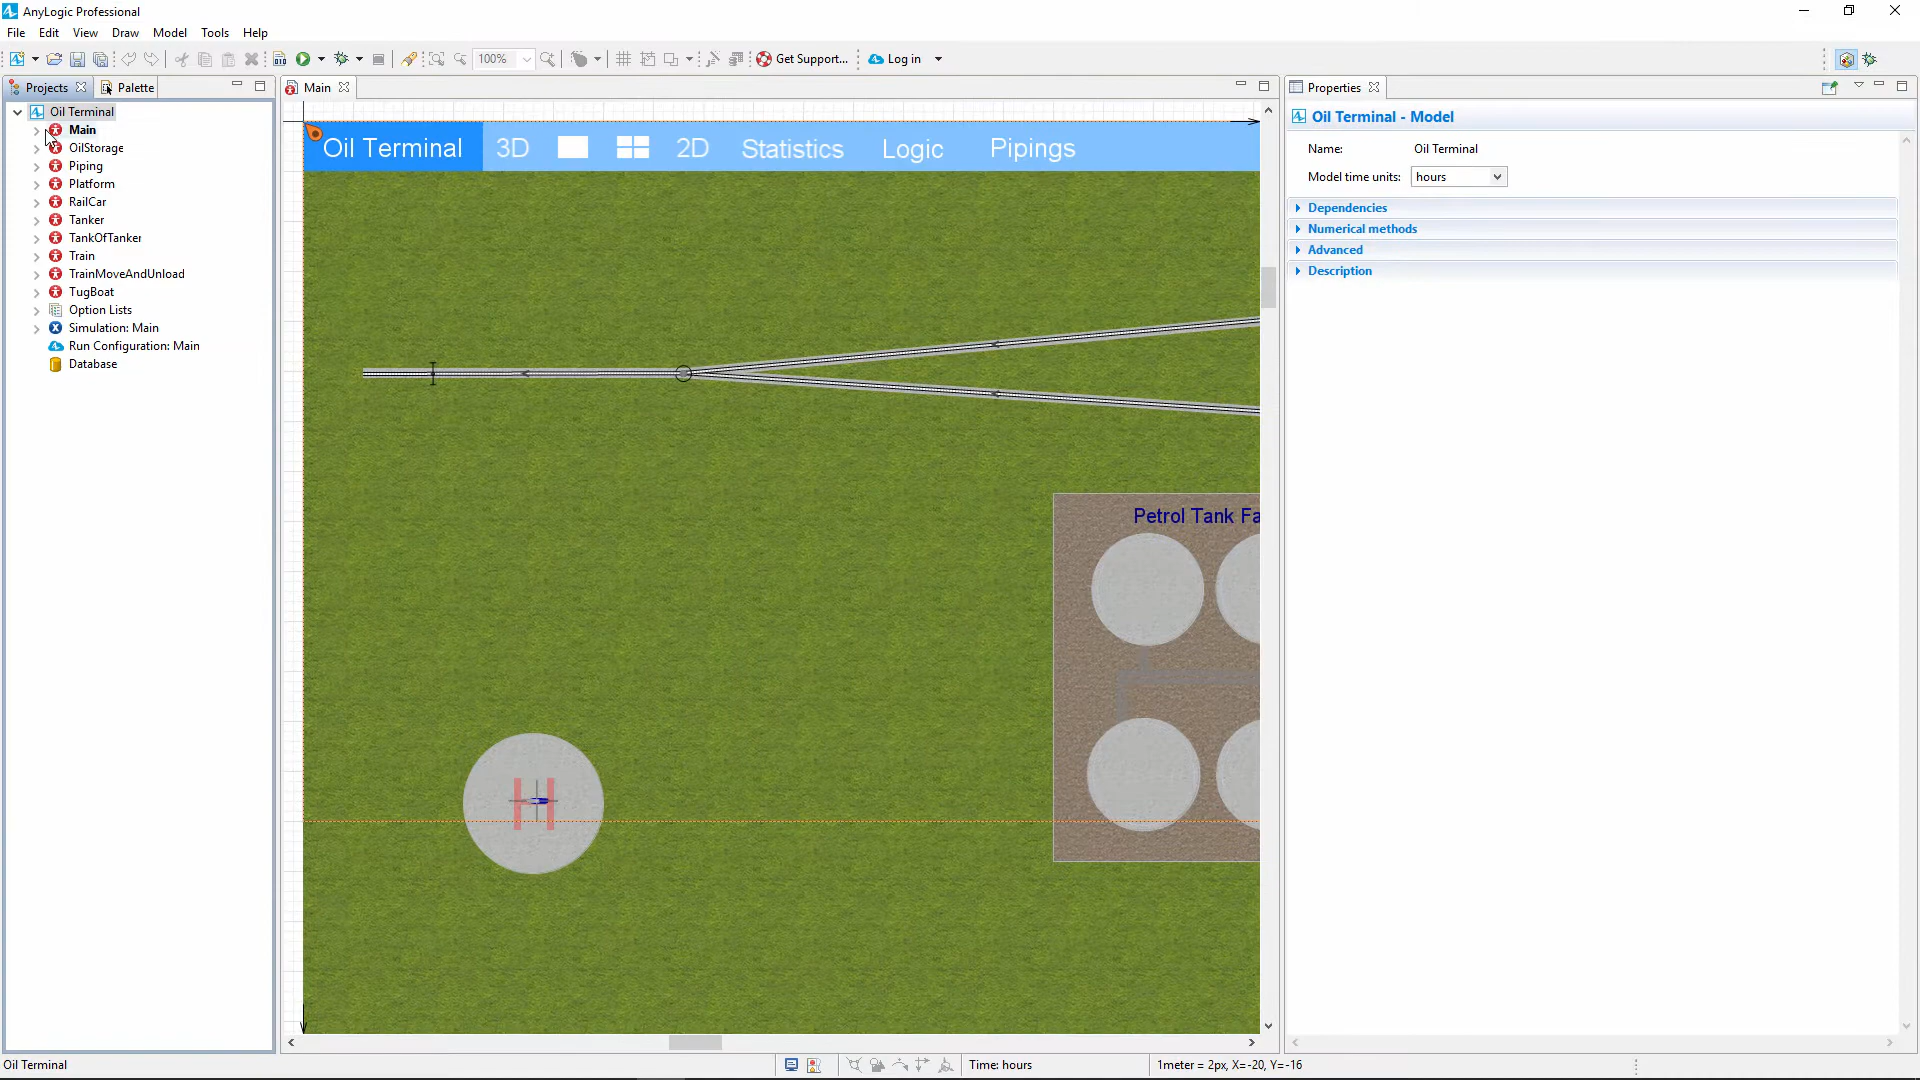 AnyLogic Professional
File Edit View Draw Model Tools Help
100% Get Support... Log in
Projects Palette Main Properties
Oil Terminal
Main
OilStorage
Piping
Platform
RailCar
Tanker
TankOfTanker
Train
TrainMoveAndUnload
TugBoat
Option Lists
Simulation: Main
Run Configuration: Main
Database
Oil Terminal 3D 2D Statistics Logic Pipings
Petrol Tank Fa
H
Oil Terminal - Model
Name: Oil Terminal
Model time units: hours
Dependencies
Numerical methods
Advanced
Description
Oil Terminal Time: hours 1meter = 2px, X=-20, Y=-16